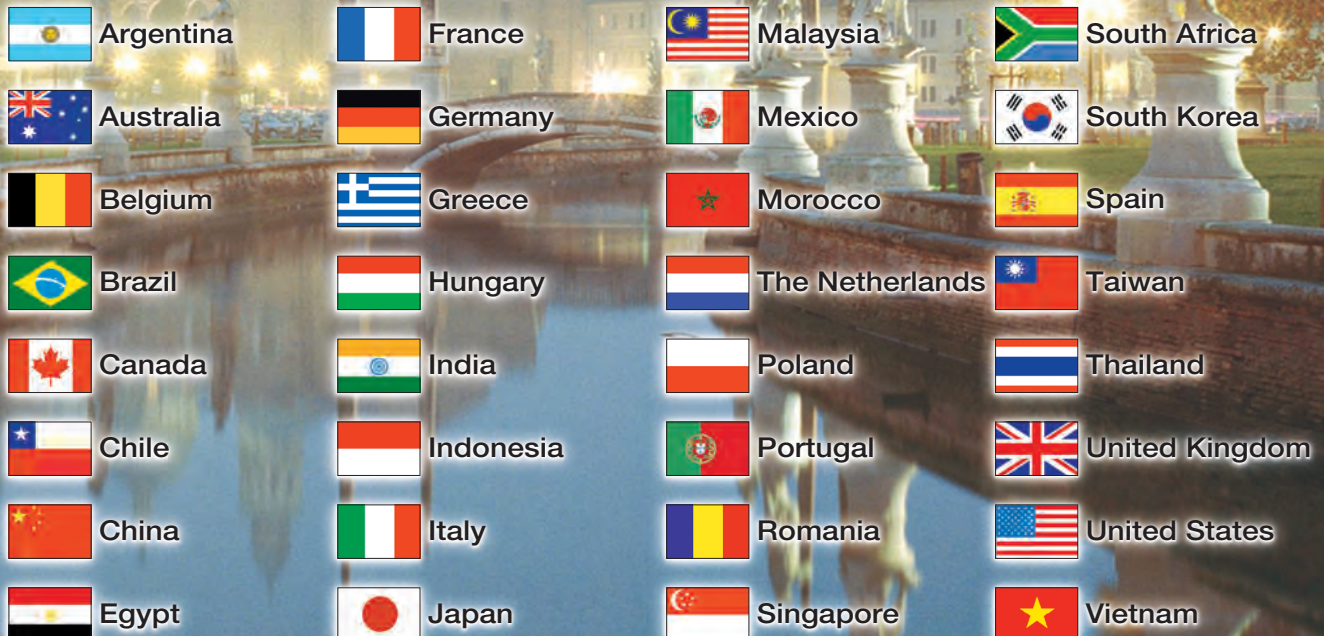 Argentina
Australia
Belgium
Brazil
Canada
Chile
China
Egypt
France
Germany
Greece
Hungary
India
Indonesia
Italy
Japan
Malaysia
Mexico
Morocco
The Netherlands
Poland
Portugal
Romania
Singapore
South Africa
South Korea
Spain
Taiwan
Thailand
United Kingdom
United States
Vietnam